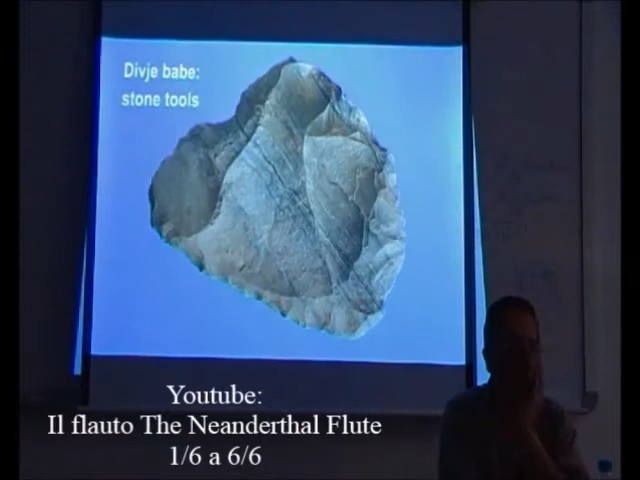 Divje babe:
stone tools
Youtube:
Il flauto The Neanderthal Flute
1/6 a 6/6